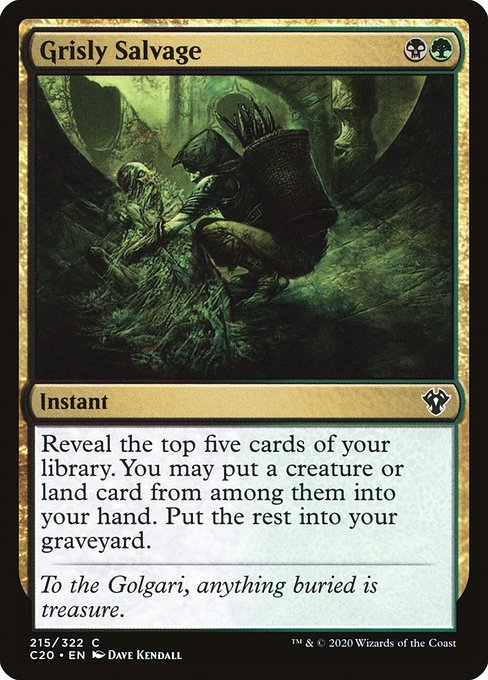 Grisly Salvage
Instant
Reveal the top five cards of your
library. You may put a creature or
land card from among them into
your hand. Put the rest into your
graveyard.
To the Golgari, anything buried is
treasure.
215/322 C
C20 • EN Dave Kendall
™ & © 2020 Wizards of the Coast